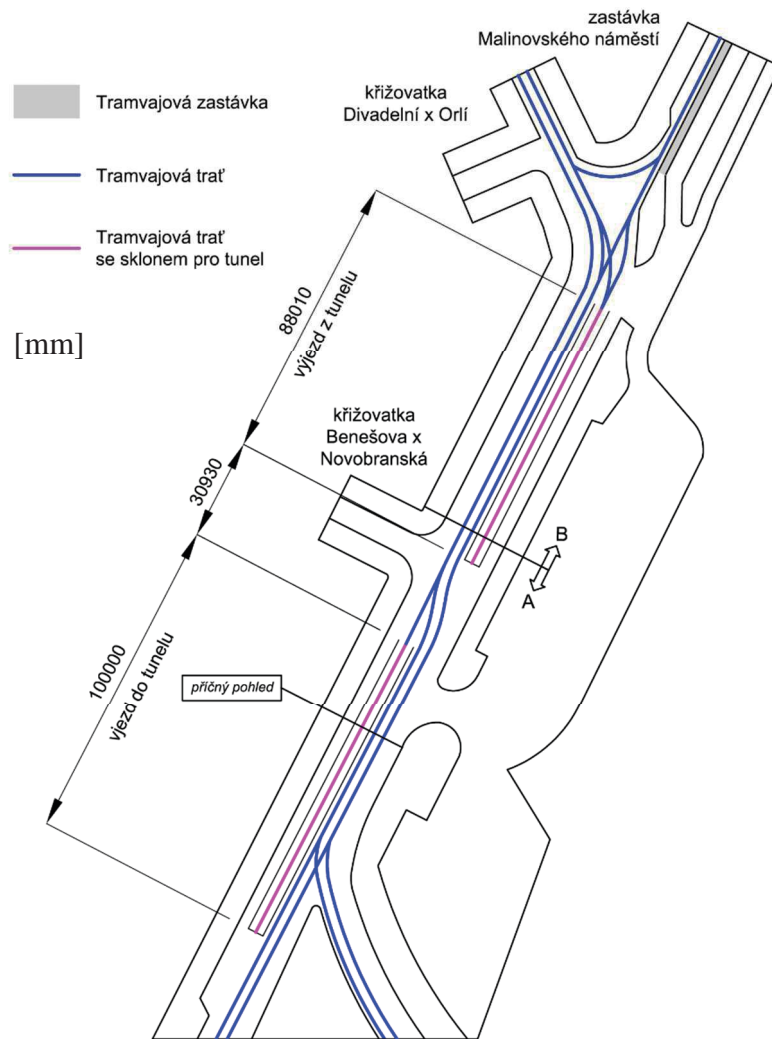 zastávka
Malinovského náměstí
křižovatka
Divadelní x Orlí
Tramvajová zastávka
Tramvajová trať
Tramvajová trať
se sklonem pro tunel
[mm]
88010
výjezd z tunelu
křižovatka
Benešova x
Novobranská
30930
B
A
100000
vjezd do tunelu
příčný pohled